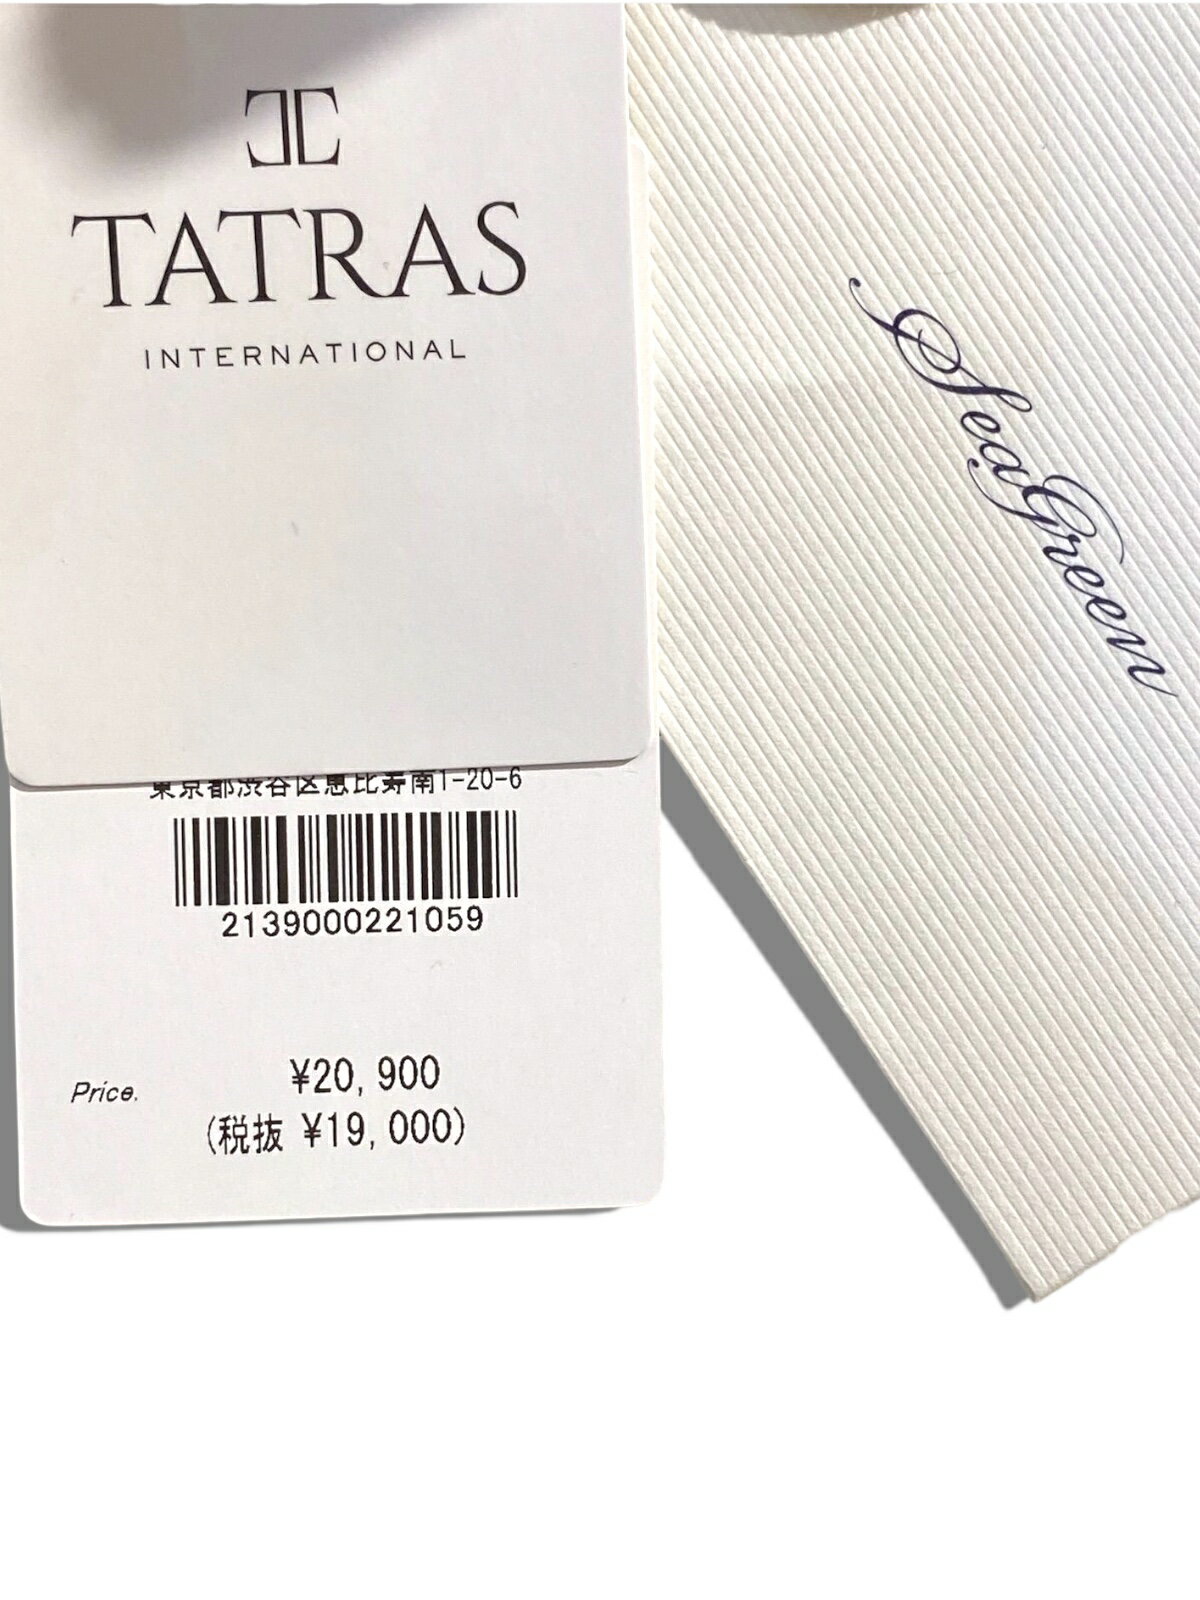 TATRAS
INTERNATIONAL
東京都渋谷区恵比寿南1-20-6
2139000221059
Price.
¥20,900
(税抜 ¥19,000)
SeaGreen